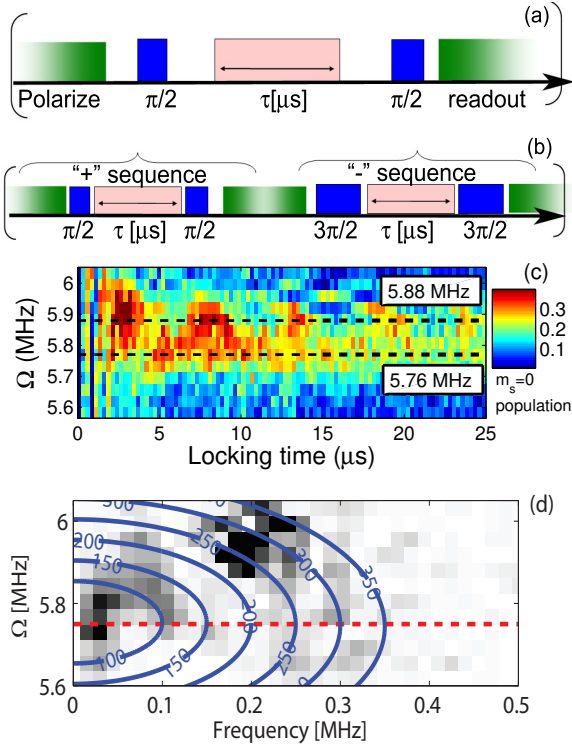 (a)
Polarize π/2 τ[μs] π/2 readout
(b)
“+” sequence “-” sequence
π/2 τ [μs] π/2 3π/2 τ [μs] 3π/2
(c)
Ω (MHz)
6
5.9
5.8
5.7
5.6
5.88 MHz
5.76 MHz
0 5 10 15 20 25
Locking time (μs)
0.3
0.2
0.1
m_s=0
population
(d)
Ω [MHz]
6
5.8
5.6
300
200 250
150 300 350
200
100 150 250 300 350
0 0.1 0.2 0.3 0.4 0.5
Frequency [MHz]